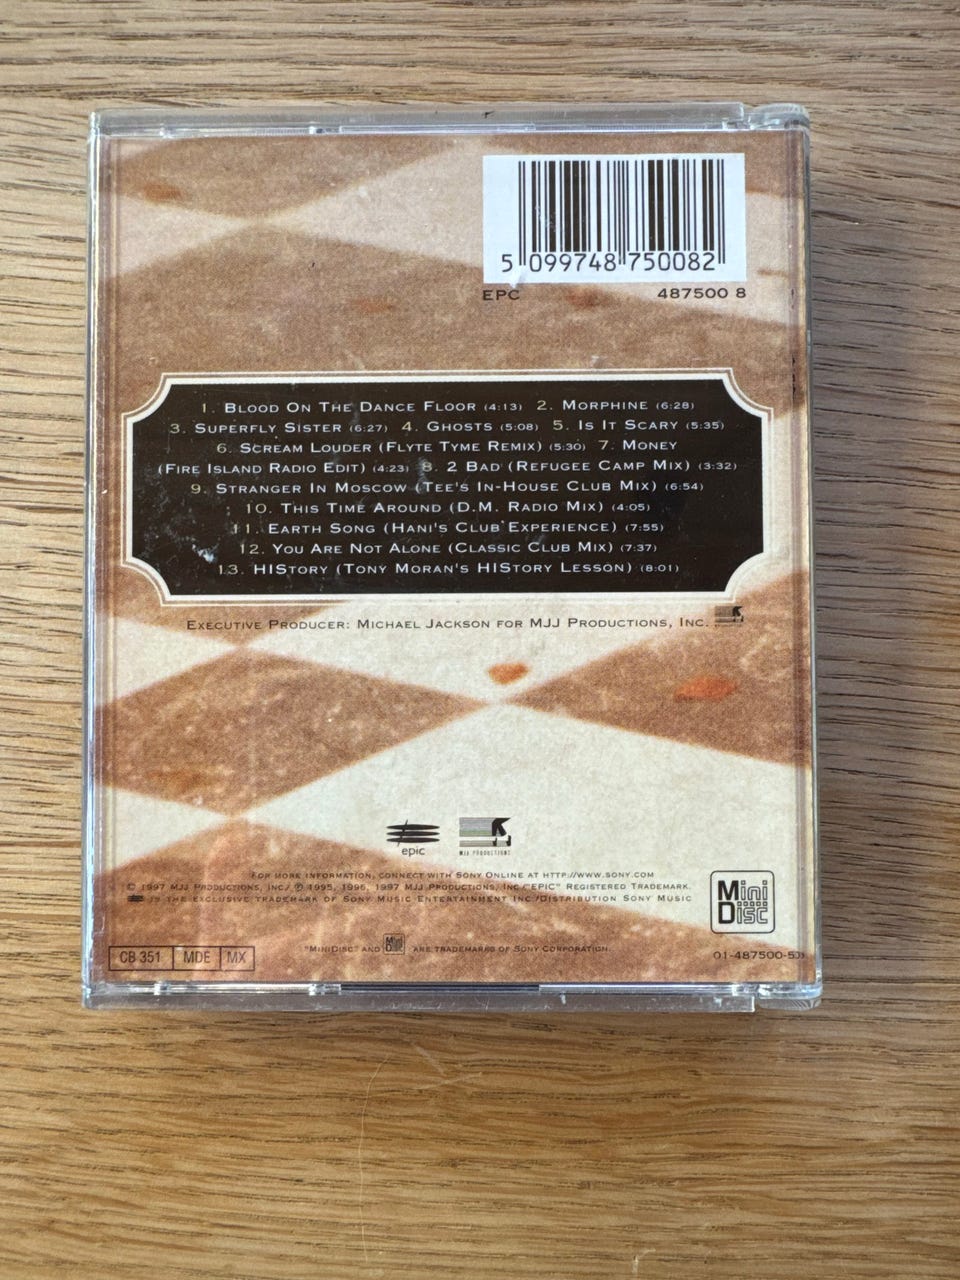 5 099748 750082
EPC 487500 8
1. BLOOD ON THE DANCE FLOOR (4:13) 2. MORPHINE (6:28)
3. SUPERFLY SISTER (6:27) 4. GHOSTS (5:08) 5. IS IT SCARY (5:35)
6. SCREAM LOUDER (FLYTE TYME REMIX) (5:30) 7. MONEY
(FIRE ISLAND RADIO EDIT) (4:23) 8. 2 BAD (REFUGEE CAMP MIX) (3:32)
9. STRANGER IN MOSCOW (TEE'S IN-HOUSE CLUB MIX) (6:54)
10. THIS TIME AROUND (D.M. RADIO MIX) (4:05)
11. EARTH SONG (HANI'S CLUB EXPERIENCE) (7:55)
12. YOU ARE NOT ALONE (CLASSIC CLUB MIX) (7:37)
13. HISTORY (TONY MORAN'S HISTORY LESSON) (8:01)
EXECUTIVE PRODUCER: MICHAEL JACKSON FOR MJJ PRODUCTIONS, INC.
epic MJJ PRODUCTIONS
FOR MORE INFORMATION, CONNECT WITH SONY ONLINE AT HTTP://WWW.SONY.COM
© 1997 MJJ PRODUCTIONS, INC./ ℗ 1995, 1996, 1997 MJJ PRODUCTIONS, INC./"EPIC" REGISTERED TRADEMARK.
IS THE EXCLUSIVE TRADEMARK OF SONY MUSIC ENTERTAINMENT INC./DISTRIBUTION SONY MUSIC
Mini Disc
"MINIDISC" AND Mini Disc ARE TRADEMARKS OF SONY CORPORATION.
CB 351 MDE MX
01-487500-53